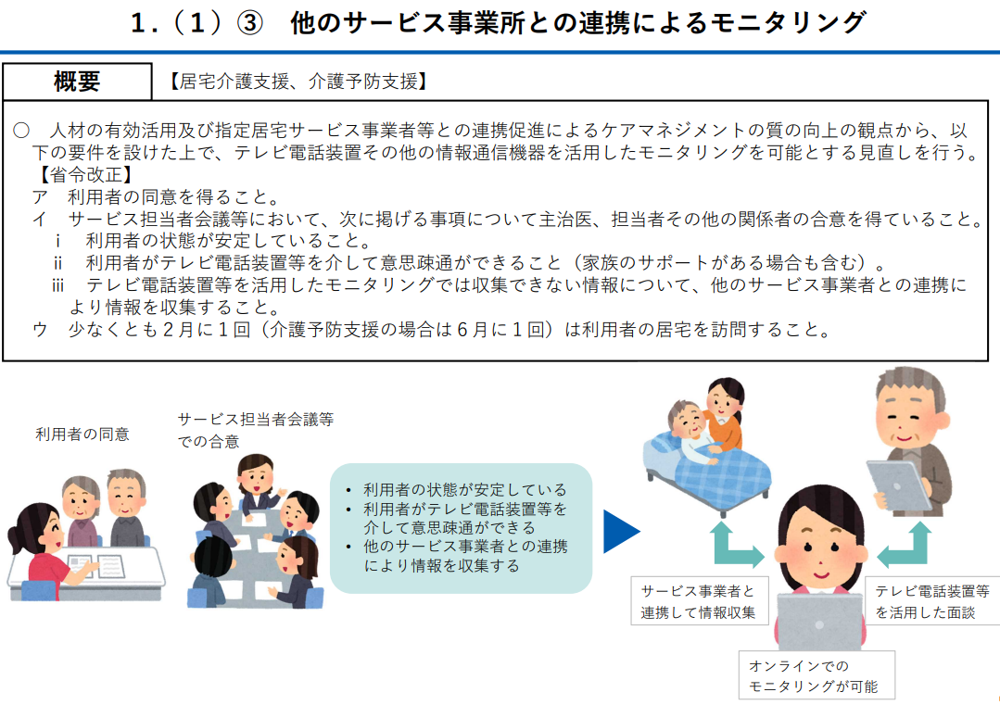 １．（１）③　他のサービス事業所との連携によるモニタリング
概要
【居宅介護支援、介護予防支援】
○　人材の有効活用及び指定居宅サービス事業者等との連携促進によるケアマネジメントの質の向上の観点から、以
下の要件を設けた上で、テレビ電話装置その他の情報通信機器を活用したモニタリングを可能とする見直しを行う。
【省令改正】
ア　利用者の同意を得ること。
イ　サービス担当者会議等において、次に掲げる事項について主治医、担当者その他の関係者の合意を得ていること。
ⅰ　利用者の状態が安定していること。
ⅱ　利用者がテレビ電話装置等を介して意思疎通ができること（家族のサポートがある場合も含む）。
ⅲ　テレビ電話装置等を活用したモニタリングでは収集できない情報について、他のサービス事業者との連携に
より情報を収集すること。
ウ　少なくとも２月に１回（介護予防支援の場合は６月に１回）は利用者の居宅を訪問すること。
利用者の同意
サービス担当者会議等
での合意
• 利用者の状態が安定している
• 利用者がテレビ電話装置等を
介して意思疎通ができる
• 他のサービス事業者との連携
により情報を収集する
サービス事業者と
連携して情報収集
テレビ電話装置等
を活用した面談
オンラインでの
モニタリングが可能